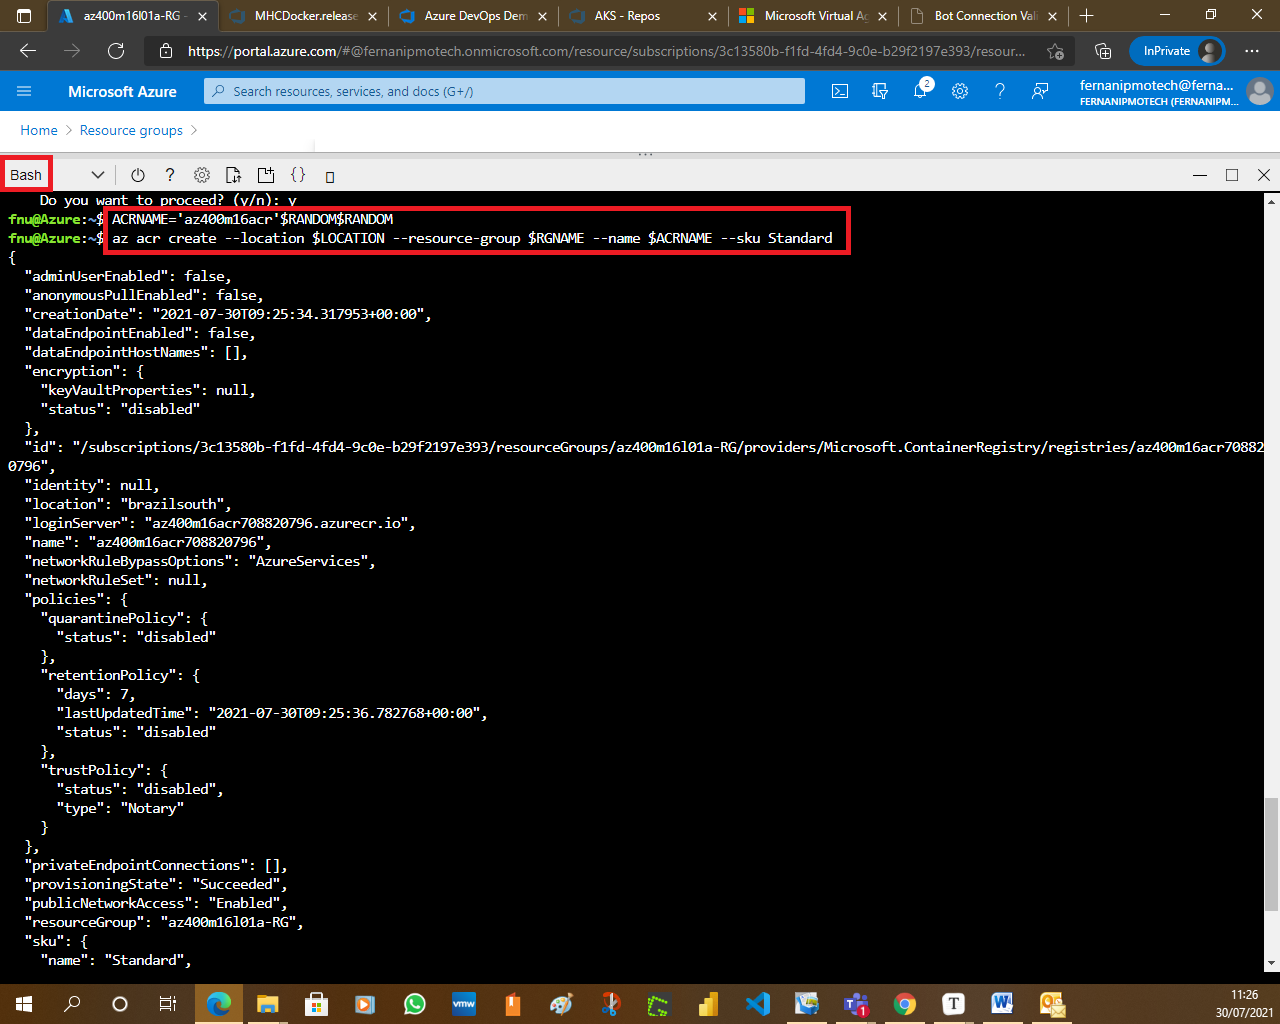 az400m16l01a-RG -
MHCDocker.release
Azure DevOps Dem
AKS - Repos
Microsoft Virtual Ag
Bot Connection Vali
https://portal.azure.com/#@fernanipmotech.onmicrosoft.com/resource/subscriptions/3c13580b-f1fd-4fd4-9c0e-b29f2197e393/resour...
InPrivate
Microsoft Azure
Search resources, services, and docs (G+/)
2
fernanipmotech@ferna...
FERNANIPMOTECH (FERNANIPM...
Home > Resource groups >
Bash
Do you want to proceed? (y/n): y
fnu@Azure:~$ ACRNAME='az400m16acr'$RANDOM$RANDOM
fnu@Azure:~$ az acr create --location $LOCATION --resource-group $RGNAME --name $ACRNAME --sku Standard
{
"adminUserEnabled": false,
"anonymousPullEnabled": false,
"creationDate": "2021-07-30T09:25:34.317953+00:00",
"dataEndpointEnabled": false,
"dataEndpointHostNames": [],
"encryption": {
"keyVaultProperties": null,
"status": "disabled"
},
"id": "/subscriptions/3c13580b-f1fd-4fd4-9c0e-b29f2197e393/resourceGroups/az400m16l01a-RG/providers/Microsoft.ContainerRegistry/registries/az400m16acr70882
0796",
"identity": null,
"location": "brazilsouth",
"loginServer": "az400m16acr708820796.azurecr.io",
"name": "az400m16acr708820796",
"networkRuleBypassOptions": "AzureServices",
"networkRuleSet": null,
"policies": {
"quarantinePolicy": {
"status": "disabled"
},
"retentionPolicy": {
"days": 7,
"lastUpdatedTime": "2021-07-30T09:25:36.782768+00:00",
"status": "disabled"
},
"trustPolicy": {
"status": "disabled",
"type": "Notary"
}
},
"privateEndpointConnections": [],
"provisioningState": "Succeeded",
"publicNetworkAccess": "Enabled",
"resourceGroup": "az400m16l01a-RG",
"sku": {
"name": "Standard",
vmw
1
T
11:26
30/07/2021